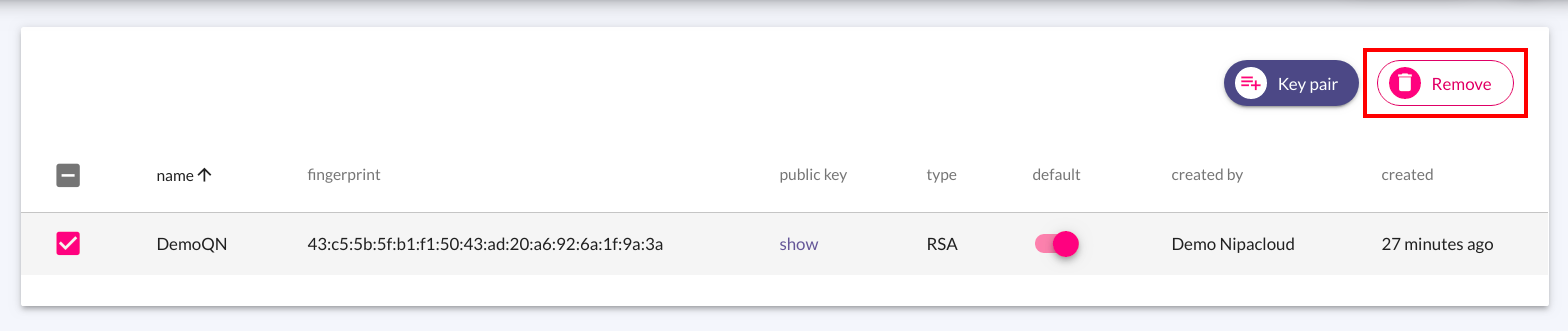 Key pair Remove
name fingerprint public key type default created by created
DemoQN 43:c5:5b:5f:b1:f1:50:43:ad:20:a6:92:6a:1f:9a:3a show RSA Demo Nipacloud 27 minutes ago